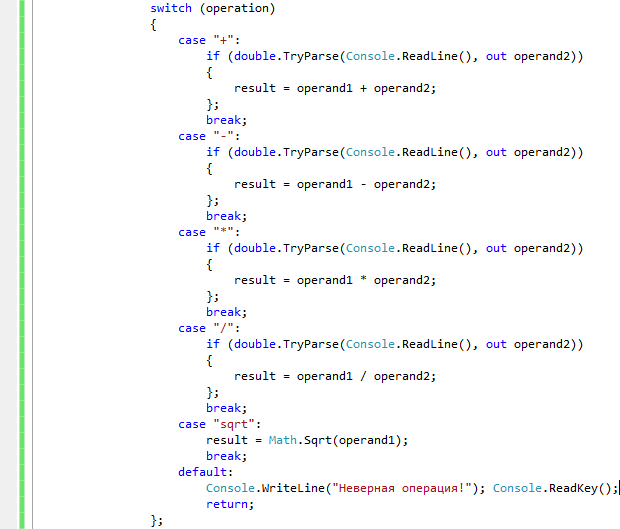 switch (operation)
{
case "+":
if (double.TryParse(Console.ReadLine(), out operand2))
{
result = operand1 + operand2;
};
break;
case "-":
if (double.TryParse(Console.ReadLine(), out operand2))
{
result = operand1 - operand2;
};
break;
case "*":
if (double.TryParse(Console.ReadLine(), out operand2))
{
result = operand1 * operand2;
};
break;
case "/":
if (double.TryParse(Console.ReadLine(), out operand2))
{
result = operand1 / operand2;
};
break;
case "sqrt":
result = Math.Sqrt(operand1);
break;
default:
Console.WriteLine("Неверная операция!"); Console.ReadKey();
return;
};